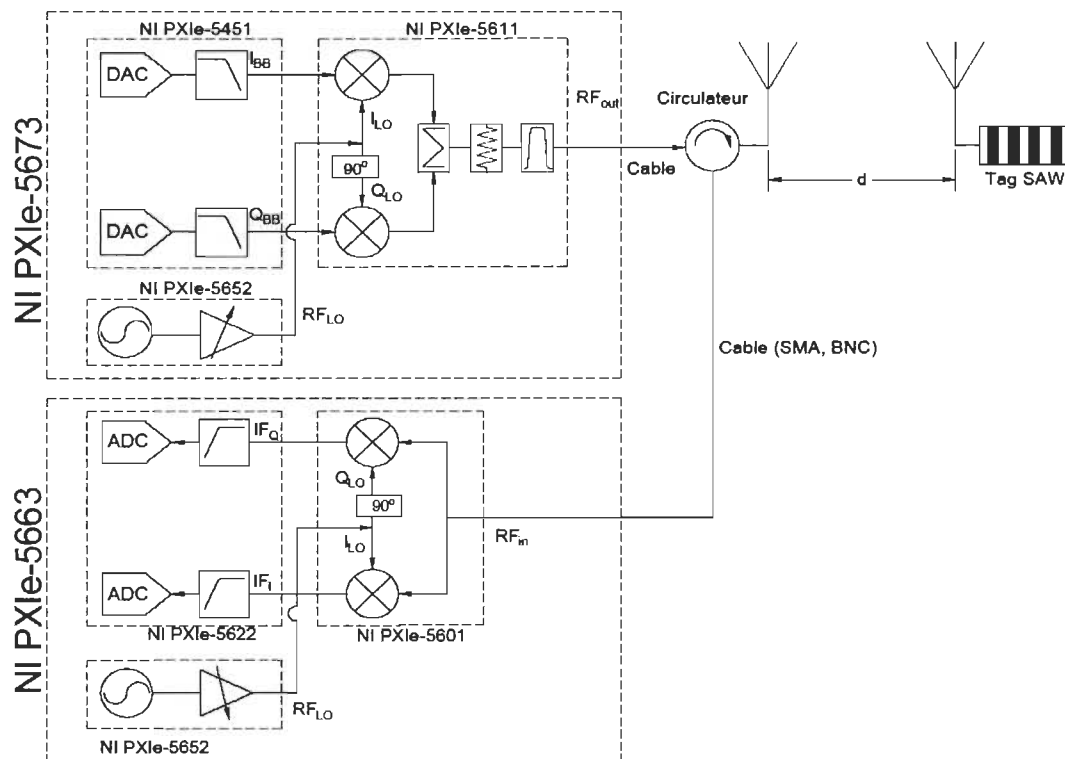 NI PXIe-5673
NI PXIe-5451
NI PXIe-5611
DAC
I_BB
I_LO
90°
Q_LO
DAC
Q_BB
NI PXIe-5652
RF_LO
RF_out
Cable
Circulateur
d
Tag SAW
Cable (SMA, BNC)
NI PXIe-5663
ADC
IF_Q
Q_LO
90°
I_LO
RF_in
ADC
IF_I
NI PXIe-5622
NI PXIe-5601
RF_LO
NI PXIe-5652